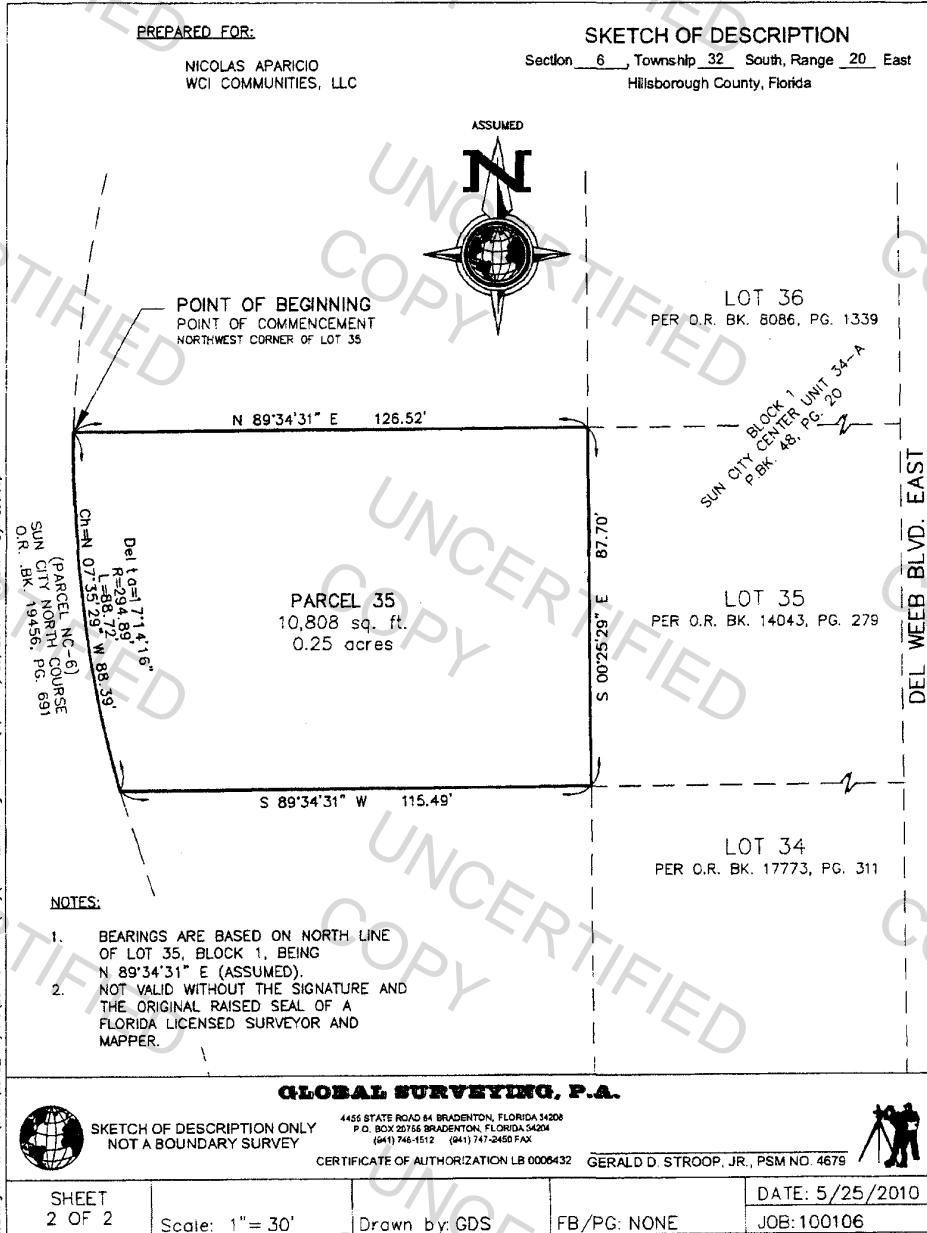 PREPARED FOR:
NICOLAS APARICIO
WCI COMMUNITIES, LLC
SKETCH OF DESCRIPTION
Section 6, Township 32 South, Range 20 East
Hillsborough County, Florida
ASSUMED
N
POINT OF BEGINNING
POINT OF COMMENCEMENT
NORTHWEST CORNER OF LOT 35
LOT 36
PER O.R. BK. 8086, PG. 1339
BLOCK 1
SUN CITY CENTER UNIT 34-A
P.BK. 48, PG. 20
N 89°34'31" E 126.52'
S 00°25'29" E 87.70'
S 89°34'31" W 115.49'
Delta=17°14'16"
R=294.89'
L=88.72'
Ch=N 07°35'29" W 88.39'
(PARCEL NC-6)
SUN CITY NORTH COURSE
O.R. .BK. 19456, PG. 691
PARCEL 35
10,808 sq. ft.
0.25 acres
LOT 35
PER O.R. BK. 14043, PG. 279
DEL WEBB BLVD. EAST
LOT 34
PER O.R. BK. 17773, PG. 311
NOTES:
1. BEARINGS ARE BASED ON NORTH LINE
OF LOT 35, BLOCK 1, BEING
N 89°34'31" E (ASSUMED).
2. NOT VALID WITHOUT THE SIGNATURE AND
THE ORIGINAL RAISED SEAL OF A
FLORIDA LICENSED SURVEYOR AND
MAPPER.
GLOBAL SURVEYING, P.A.
SKETCH OF DESCRIPTION ONLY
NOT A BOUNDARY SURVEY
4456 STATE ROAD 64 BRADENTON, FLORIDA 34208
P.O. BOX 20756 BRADENTON, FLORIDA 34204
(941) 746-1512 (941) 747-2450 FAX
CERTIFICATE OF AUTHORIZATION LB 0006432
GERALD D. STROOP, JR., PSM NO. 4679
SHEET
2 OF 2
Scale: 1"= 30'
Drawn by: GDS
FB/PG: NONE
DATE: 5/25/2010
JOB: 100106
UNCERTIFIED
COPY